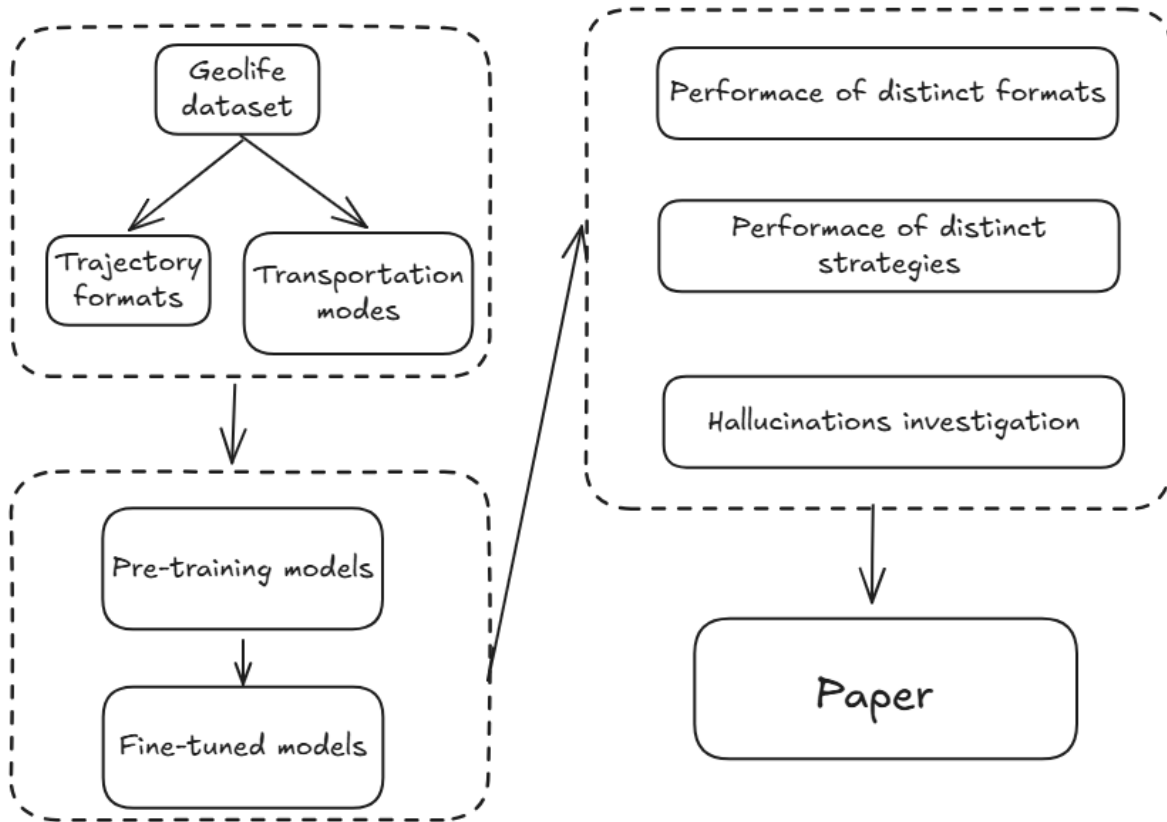 Geolife
dataset
Trajectory
formats
Transportation
modes
Pre-training models
Fine-tuned models
Performace of distinct formats
Performace of distinct
strategies
Hallucinations investigation
Paper